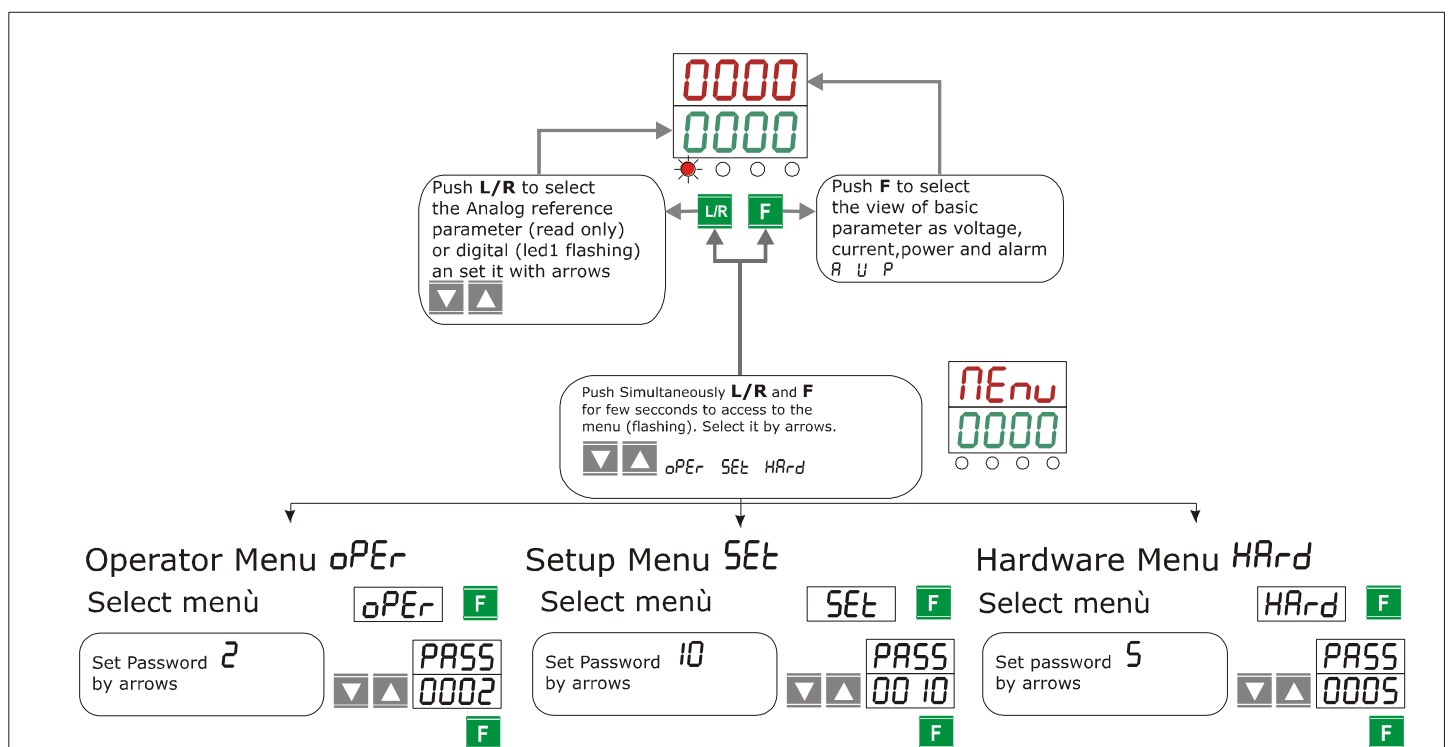 0000
0000
Push L/R to select
the Analog reference
parameter (read only)
or digital (led1 flashing)
an set it with arrows
L/R
F
Push F to select
the view of basic
parameter as voltage,
current,power and alarm
A U P
Push Simultaneously L/R and F
for few secconds to access to the
menu (flashing). Select it by arrows.
oPEr SEt HArd
MEnu
0000
Operator Menu oPEr
Select menù
oPEr
F
Set Password 2
by arrows
PASS
0002
F
Setup Menu SEt
Select menù
SEt
F
Set Password 10
by arrows
PASS
0010
F
Hardware Menu HArd
Select menù
HArd
F
Set password 5
by arrows
PASS
0005
F